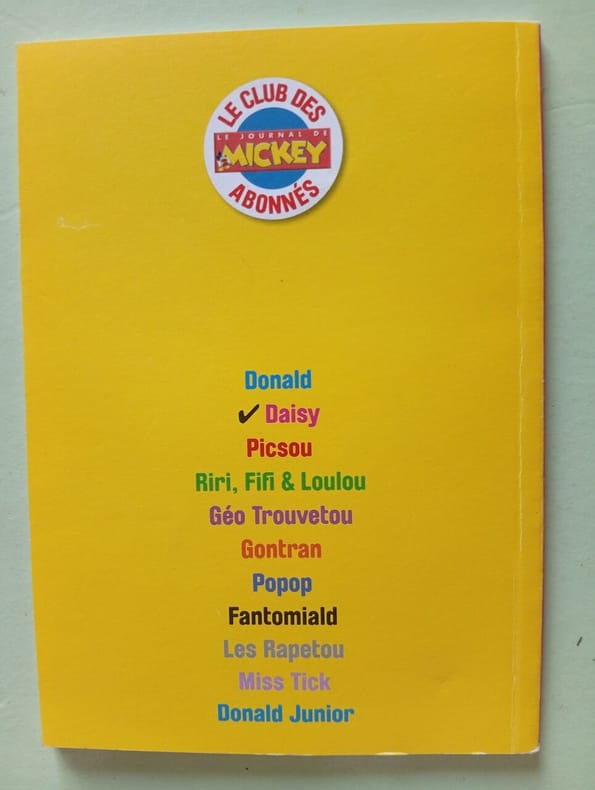 LE CLUB DES
LE JOURNAL DE
MICKEY
ABONNÉS
Donald
✔ Daisy
Picsou
Riri, Fifi & Loulou
Géo Trouvetou
Gontran
Popop
Fantomiald
Les Rapetou
Miss Tick
Donald Junior